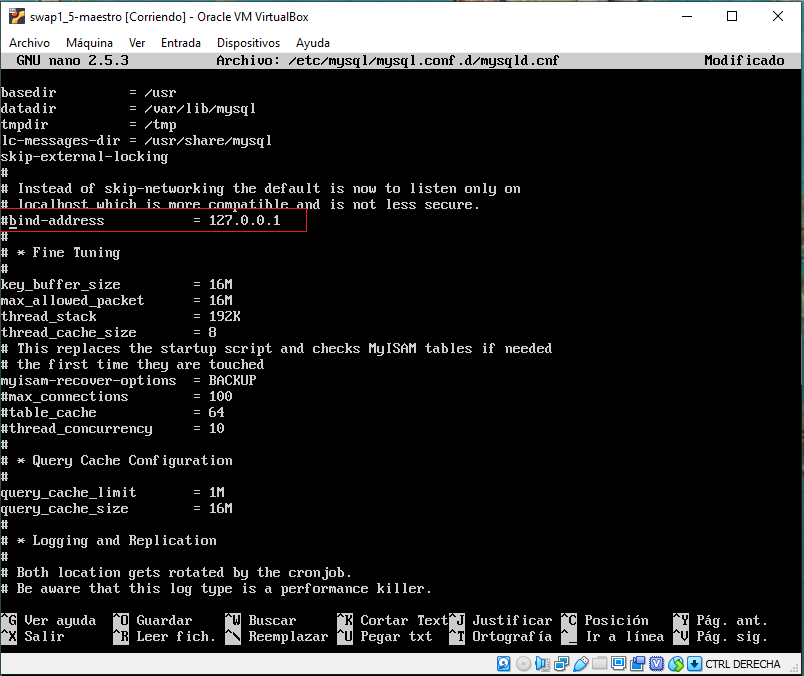 swap1_5-maestro [Corriendo] - Oracle VM VirtualBox
Archivo Máquina Ver Entrada Dispositivos Ayuda
GNU nano 2.5.3 Archivo: /etc/mysql/mysql.conf.d/mysqld.cnf Modificado
basedir = /usr
datadir = /var/lib/mysql
tmpdir = /tmp
lc-messages-dir = /usr/share/mysql
skip-external-locking
#
# Instead of skip-networking the default is now to listen only on
# localhost which is more compatible and is not less secure.
#bind-address = 127.0.0.1
#
# * Fine Tuning
#
key_buffer_size = 16M
max_allowed_packet = 16M
thread_stack = 192K
thread_cache_size = 8
# This replaces the startup script and checks MyISAM tables if needed
# the first time they are touched
myisam-recover-options = BACKUP
#max_connections = 100
#table_cache = 64
#thread_concurrency = 10
#
# * Query Cache Configuration
#
query_cache_limit = 1M
query_cache_size = 16M
#
# * Logging and Replication
#
# Both location gets rotated by the cronjob.
# Be aware that this log type is a performance killer.
^G Ver ayuda ^O Guardar ^W Buscar ^K Cortar Text ^J Justificar ^C Posición ^Y Pág. ant.
^X Salir ^R Leer fich. ^\ Reemplazar ^U Pegar txt ^T Ortografía ^_ Ir a línea ^V Pág. sig.
CTRL DERECHA